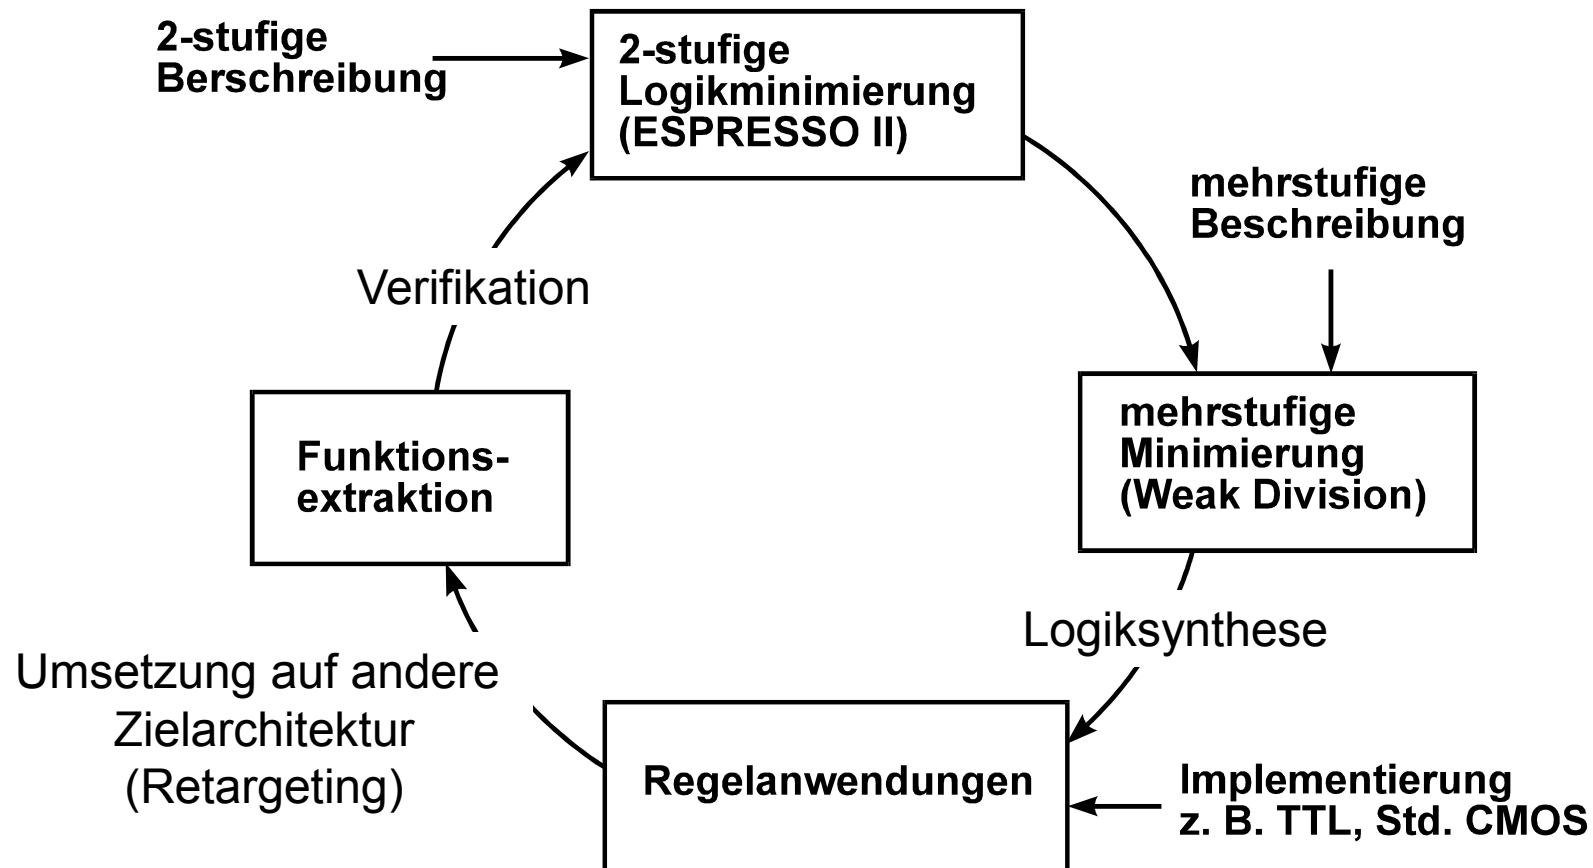 2-stufige
Berschreibung
2-stufige
Logikminimierung
(ESPRESSO II)
mehrstufige
Beschreibung
Verifikation
mehrstufige
Minimierung
(Weak Division)
Funktions-
extraktion
Logiksynthese
Umsetzung auf andere
Zielarchitektur
(Retargeting)
Regelanwendungen
Implementierung
z. B. TTL, Std. CMOS